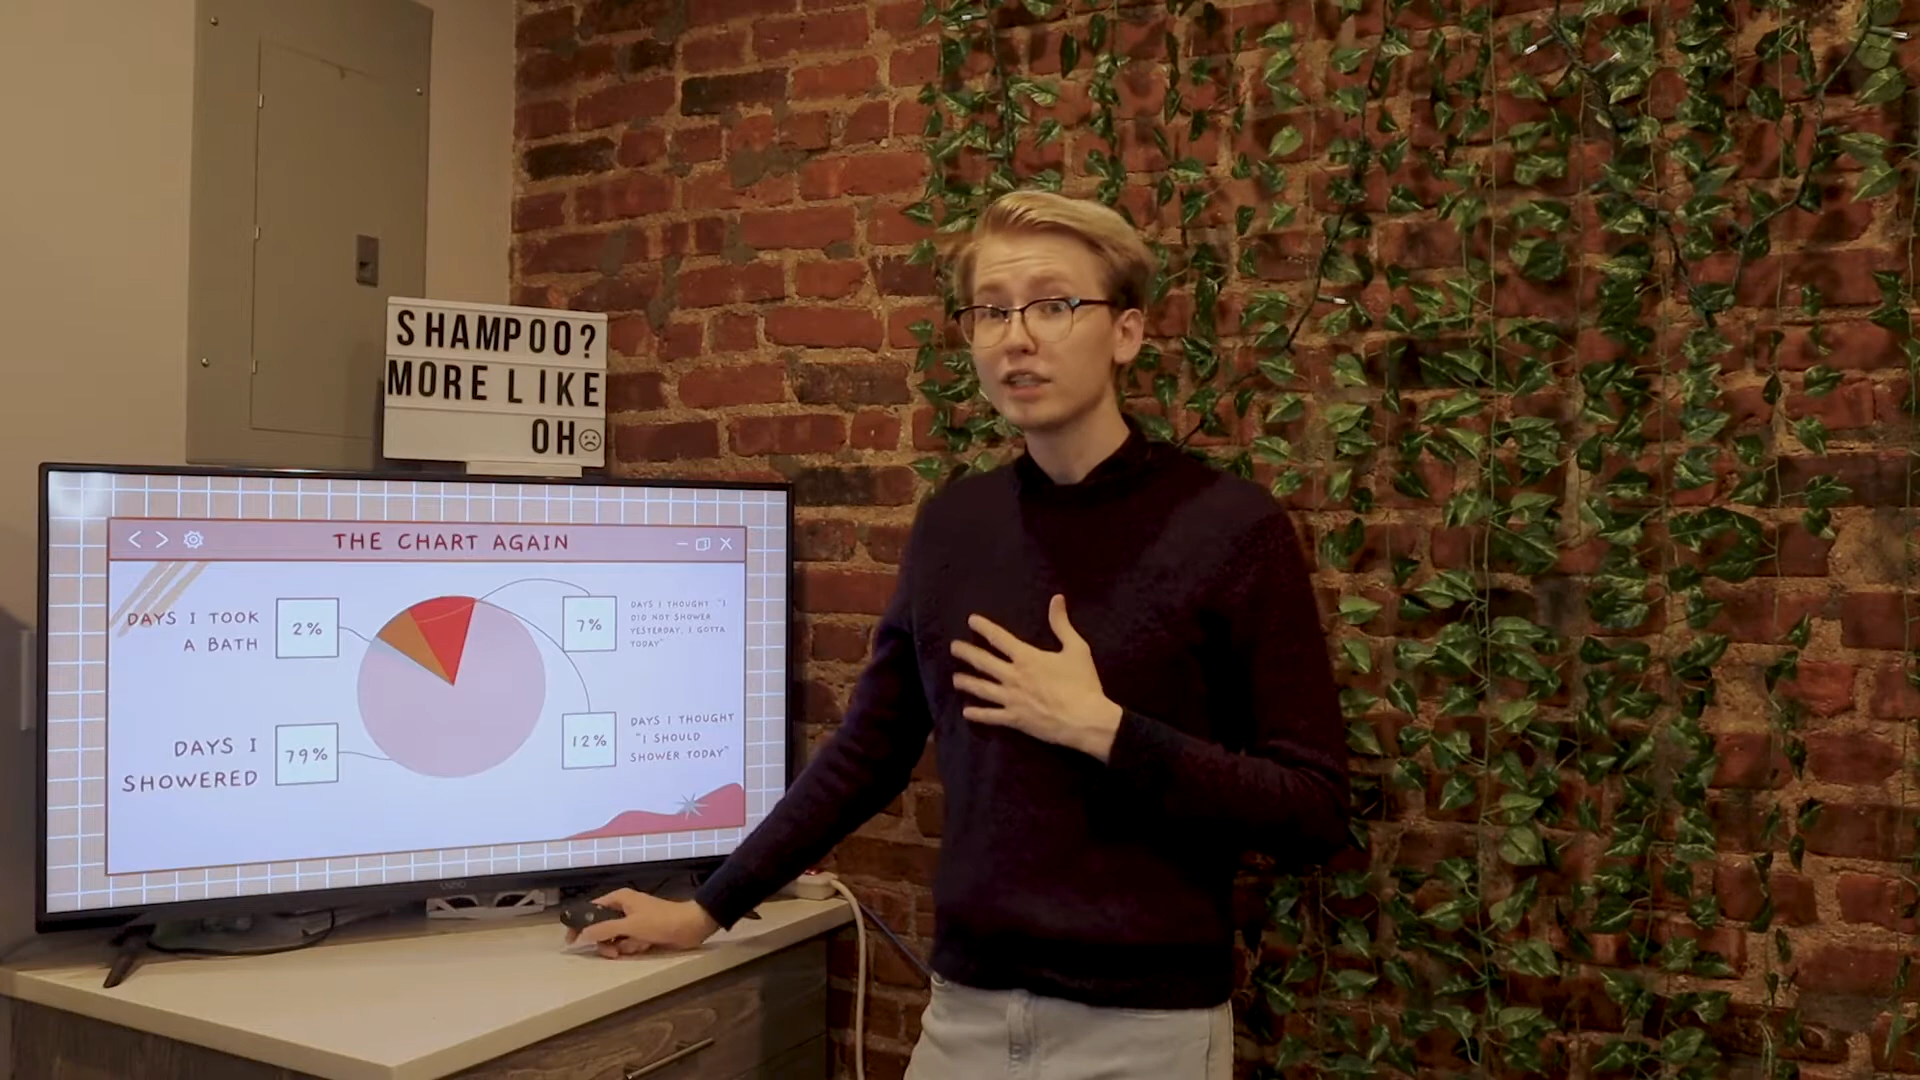 SHAMPOO?
MORE LIKE
OH
THE CHART AGAIN
DAYS I TOOK
A BATH
2%
7%
DAYS I THOUGHT "I
DID NOT SHOWER
YESTERDAY, I GOTTA
TODAY"
DAYS I
SHOWERED
79%
12%
DAYS I THOUGHT
"I SHOULD
SHOWER TODAY"
VIZIO